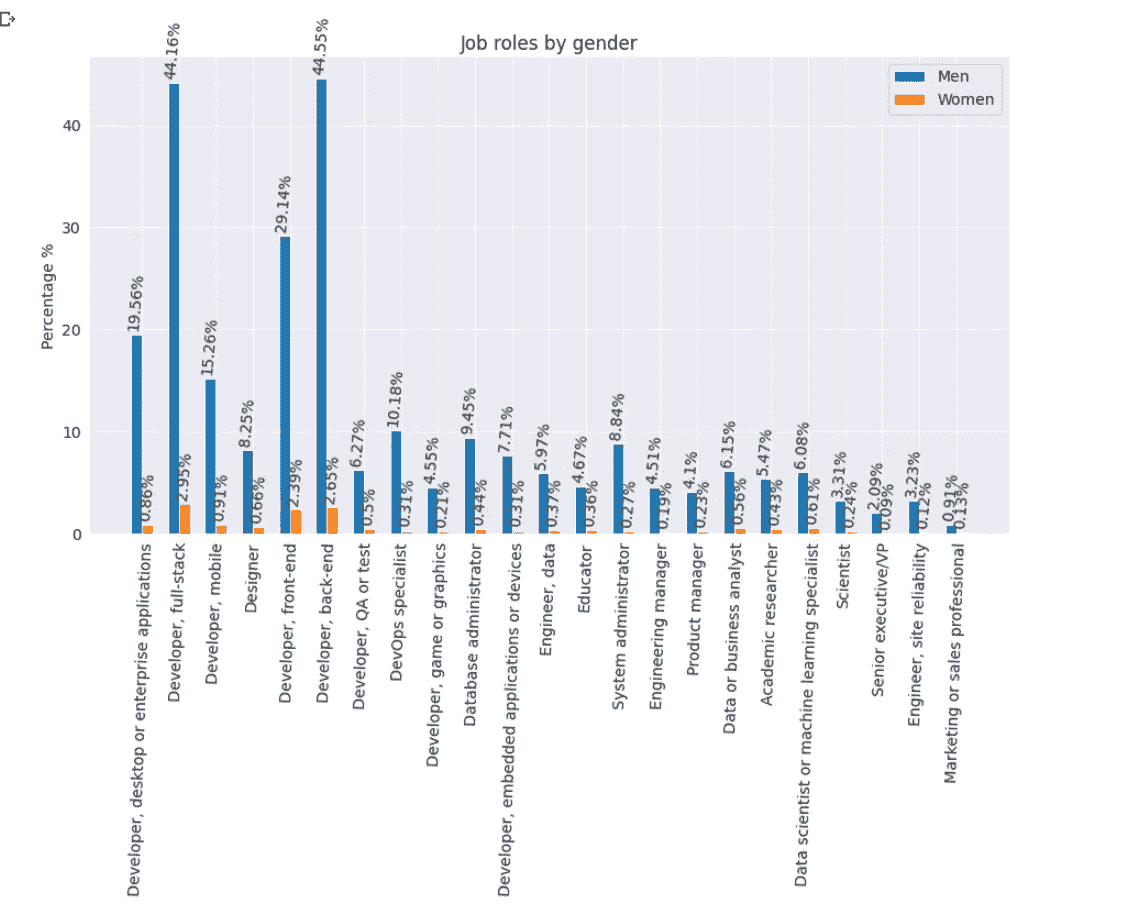 Job roles by gender
Men
Women
Percentage %
40
30
20
10
0
19.56%
0.86%
44.16%
2.95%
15.26%
0.91%
8.25%
0.66%
29.14%
2.39%
44.55%
2.65%
6.27%
0.5%
10.18%
0.31%
4.55%
0.21%
9.45%
0.44%
7.71%
0.31%
5.97%
0.37%
4.67%
0.36%
8.84%
0.27%
4.51%
0.19%
4.1%
0.23%
6.15%
0.56%
5.47%
0.43%
6.08%
0.61%
3.31%
0.24%
2.09%
0.09%
3.23%
0.12%
0.91%
0.13%
Developer, desktop or enterprise applications
Developer, full-stack
Developer, mobile
Designer
Developer, front-end
Developer, back-end
Developer, QA or test
DevOps specialist
Developer, game or graphics
Database administrator
Developer, embedded applications or devices
Engineer, data
Educator
System administrator
Engineering manager
Product manager
Data or business analyst
Academic researcher
Data scientist or machine learning specialist
Scientist
Senior executive/VP
Engineer, site reliability
Marketing or sales professional